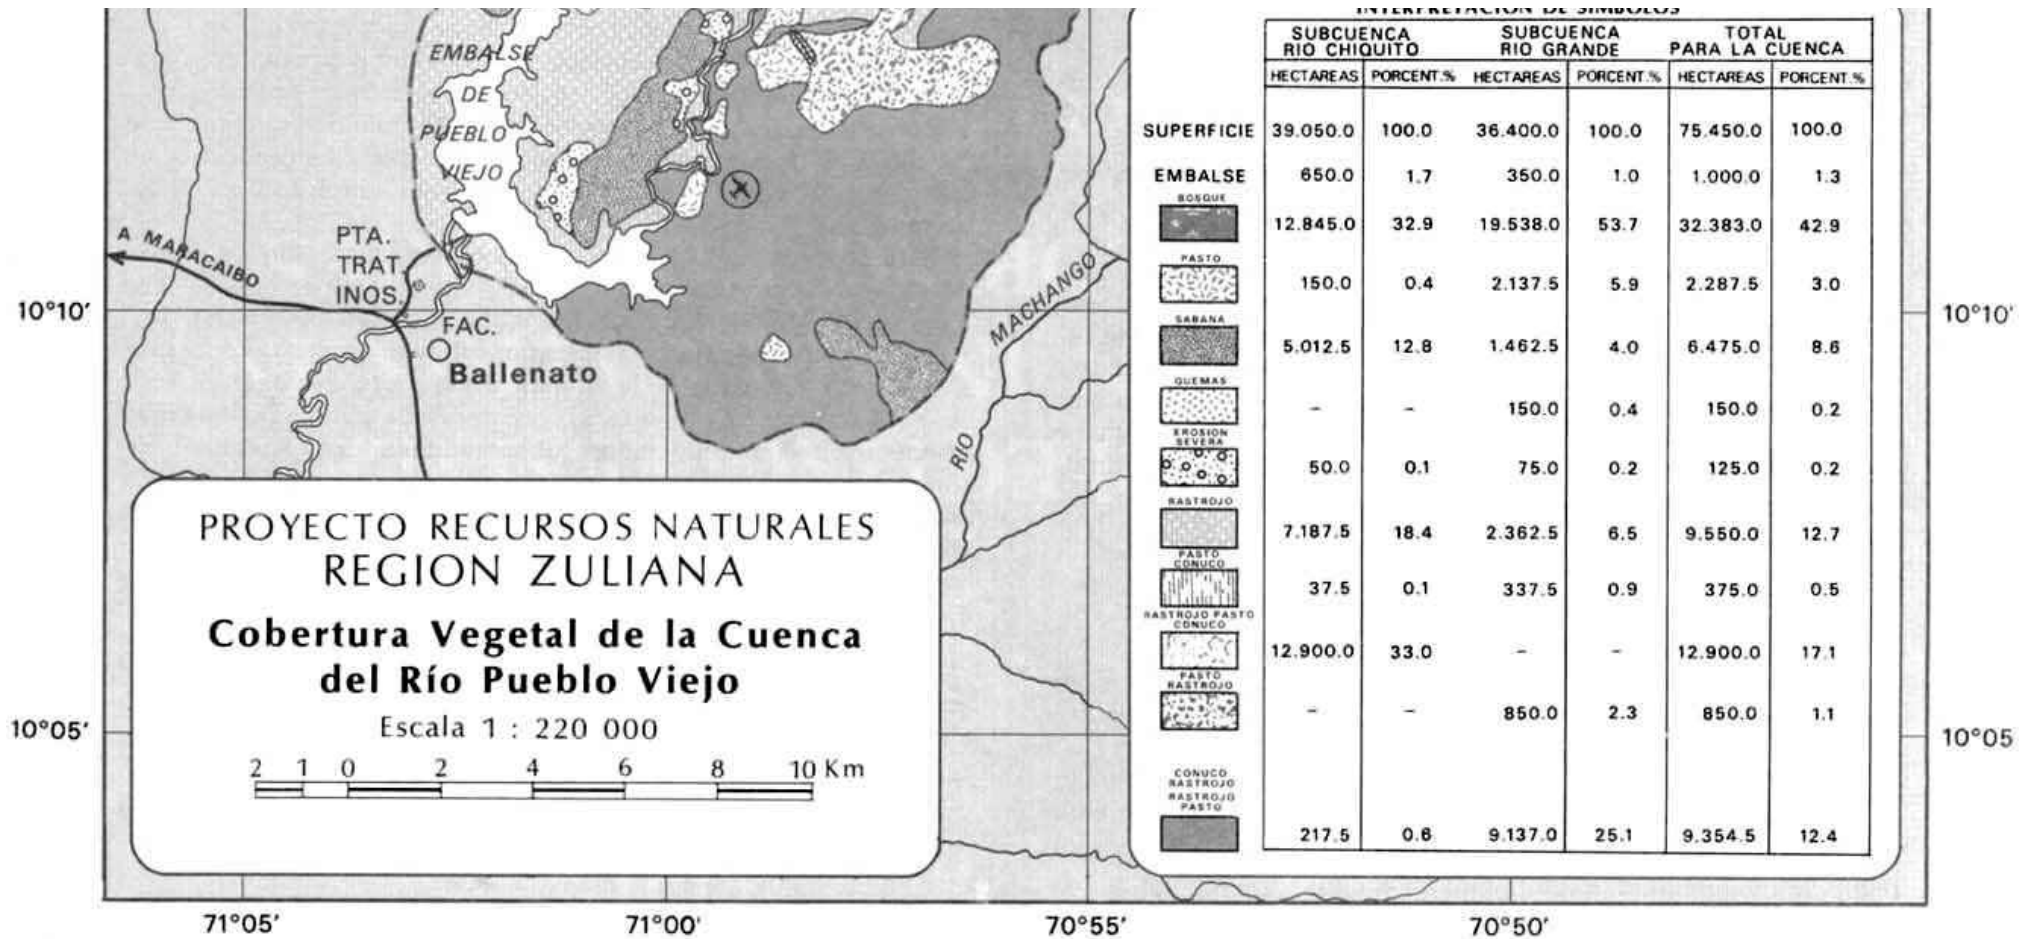 INTERPRETACION DE SIMBOLOS
SUBCUENCA RIO CHIQUITO SUBCUENCA RIO GRANDE TOTAL PARA LA CUENCA
HECTAREAS PORCENT.% HECTAREAS PORCENT.% HECTAREAS PORCENT.%
SUPERFICIE 39.050.0 100.0 36.400.0 100.0 75.450.0 100.0
EMBALSE 650.0 1.7 350.0 1.0 1.000.0 1.3
BOSQUE
12.845.0 32.9 19.538.0 53.7 32.383.0 42.9
PASTO
150.0 0.4 2.137.5 5.9 2.287.5 3.0
SABANA
5.012.5 12.8 1.462.5 4.0 6.475.0 8.6
QUEMAS
- - 150.0 0.4 150.0 0.2
EROSION
SEVERA
50.0 0.1 75.0 0.2 125.0 0.2
RASTROJO
7.187.5 18.4 2.362.5 6.5 9.550.0 12.7
PASTO
CONUCO
37.5 0.1 337.5 0.9 375.0 0.5
RASTROJO PASTO
CONUCO
12.900.0 33.0 - - 12.900.0 17.1
PASTO
RASTROJO
- - 850.0 2.3 850.0 1.1
CONUCO
RASTROJO
RASTROJO
PASTO
217.5 0.6 9.137.0 25.1 9.354.5 12.4
EMBALSE
DE
PUEBLO
VIEJO
A MARACAIBO
PTA.
TRAT.
INOS.
FAC.
Ballenato
RIO MACHANGO
10°10'
10°10'
10°05'
10°05
PROYECTO RECURSOS NATURALES
REGION ZULIANA
Cobertura Vegetal de la Cuenca
del Río Pueblo Viejo
Escala 1 : 220 000
2 1 0 2 4 6 8 10 Km
71°05' 71°00' 70°55' 70°50'